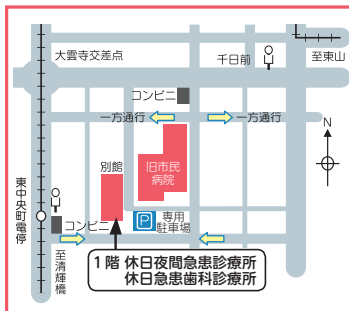 大雲寺交差点
千日前
至東山
コンビニ
一方通行
一方通行
N
別館
旧市民
病院
東中央町電停
コンビニ
P
専用
駐車場
至清輝橋
1階 休日夜間急患診療所
休日急患歯科診療所